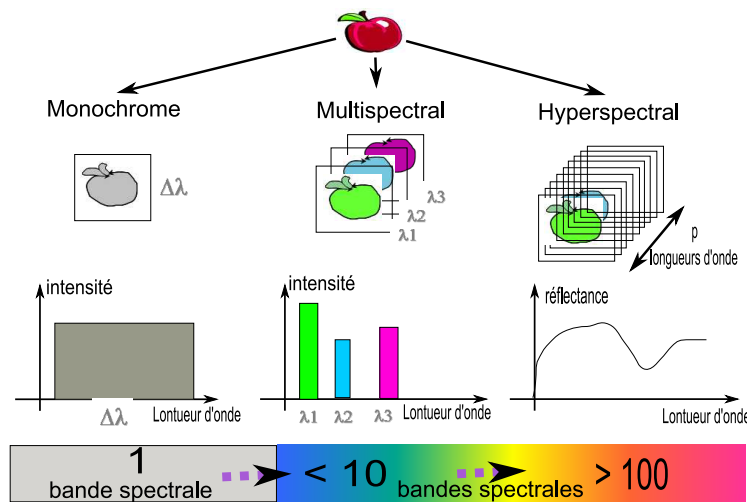 Monochrome
Multispectral
Hyperspectral
Δλ
λ3
λ2
λ1
p
longueurs d'onde
intensité
intensité
réflectance
Δλ
Lontueur d'onde
λ1
λ2
λ3
Lontueur d'onde
Lontueur d'onde
1
bande spectrale
< 10
bandes spectrales
> 100